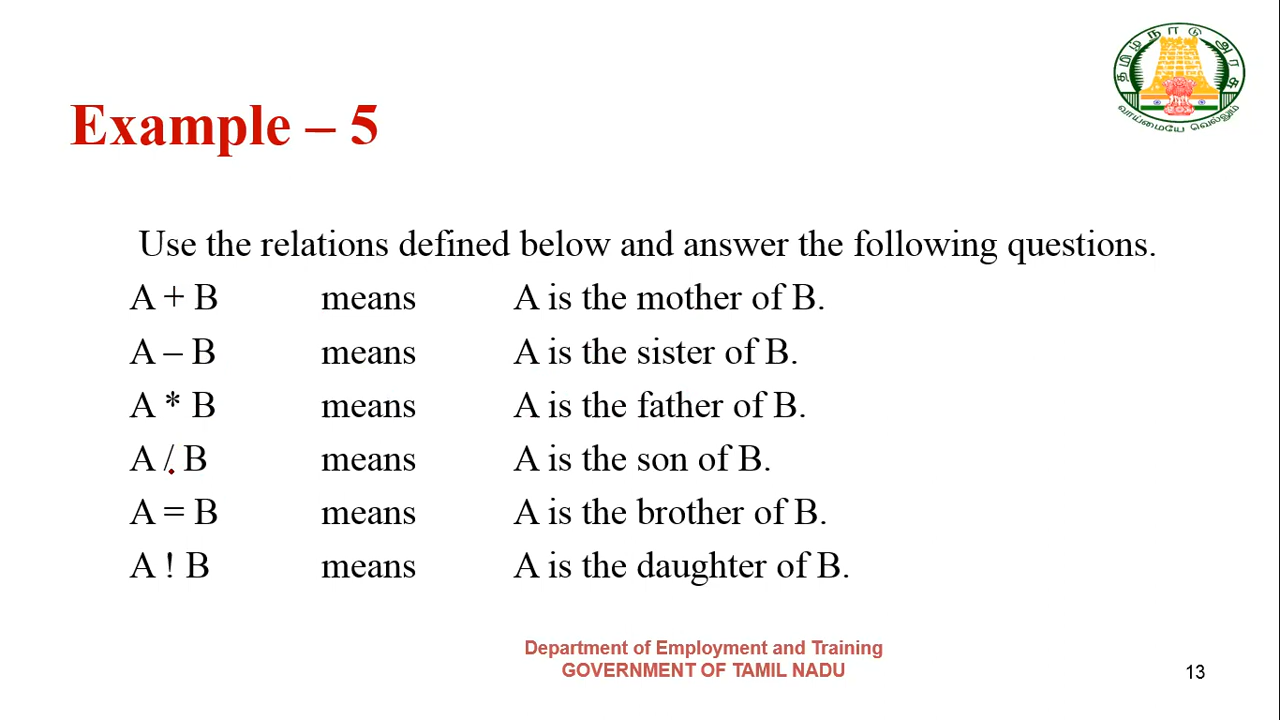 தமிழ்நாடு அரசு
வாய்மையே வெல்லும்
Example – 5
Use the relations defined below and answer the following questions.
A + B means A is the mother of B.
A – B means A is the sister of B.
A * B means A is the father of B.
A / B means A is the son of B.
A = B means A is the brother of B.
A ! B means A is the daughter of B.
Department of Employment and Training
GOVERNMENT OF TAMIL NADU
13